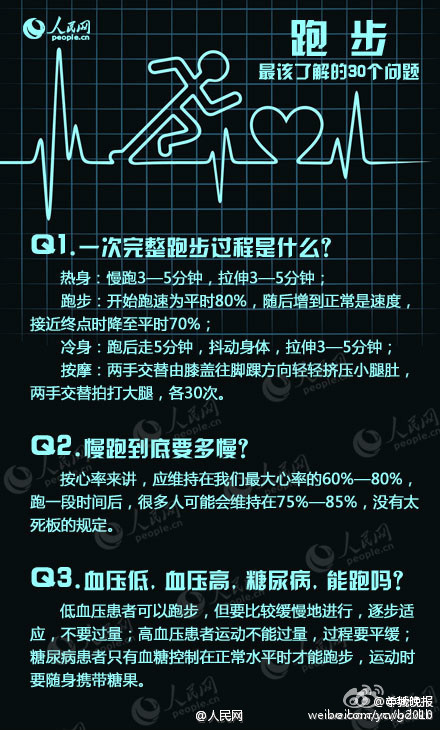 人民网
people.cn
跑 步
最该了解的30个问题
Q1.一次完整跑步过程是什么?
热身:慢跑3—5分钟,拉伸3—5分钟;
跑步:开始跑速为平时80%,随后增到正常是速度,
接近终点时降至平时70%;
冷身:跑后走5分钟,抖动身体,拉伸3—5分钟;
按摩:两手交替由膝盖往脚踝方向轻轻挤压小腿肚,
两手交替拍打大腿,各30次。
Q2.慢跑到底要多慢?
按心率来讲,应维持在我们最大心率的60%—80%,
跑一段时间后,很多人可能会维持在75%—85%,没有太
死板的规定。
Q3.血压低,血压高,糖尿病,能跑吗?
低血压患者可以跑步,但要比较缓慢地进行,逐步适
应,不要过量;高血压患者运动不能过量,过程要平缓;
糖尿病患者只有血糖控制在正常水平时才能跑步,运动时
要随身携带糖果。
@人民网